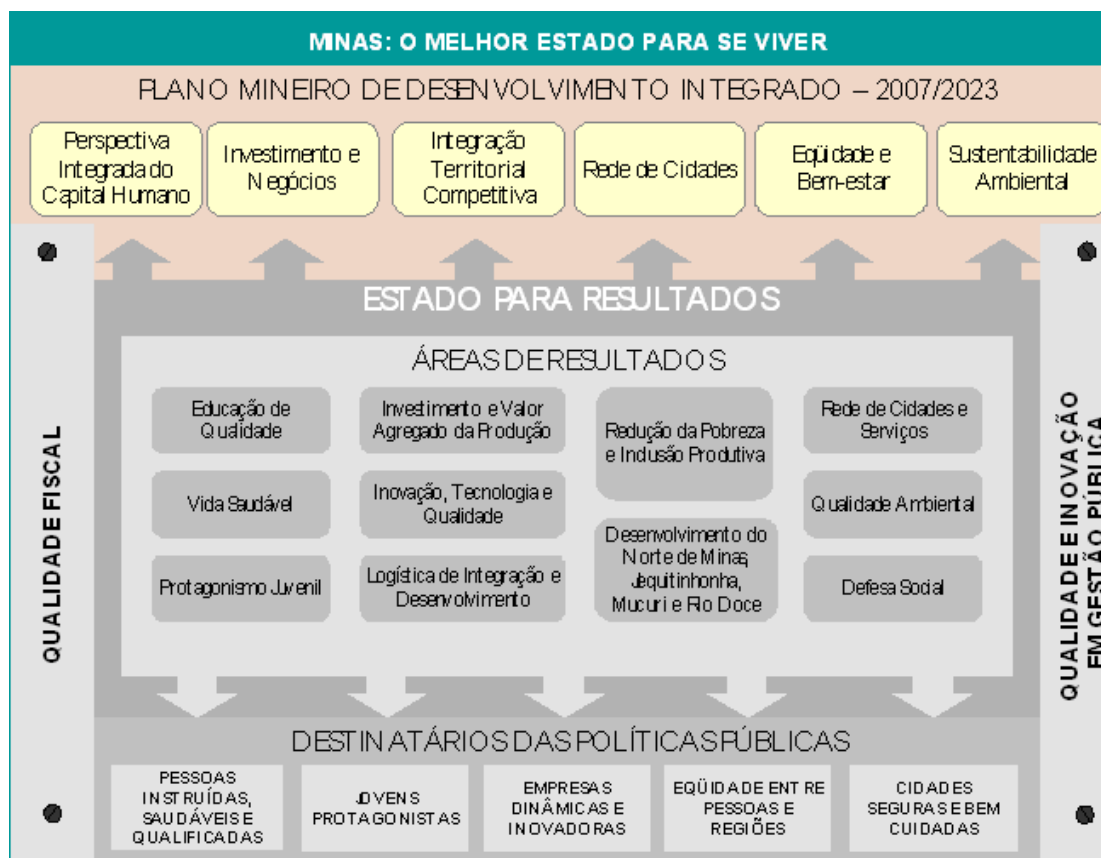 MINAS: O MELHOR ESTADO PARA SE VIVER
PLANO MINEIRO DE DESENVOLVIMENTO INTEGRADO – 2007/2023
Perspectiva
Integrada do
Capital Humano
Investimento e
Negócios
Integração
Territorial
Competitiva
Rede de Cidades
Eqüidade e
Bem-estar
Sustentabilidade
Ambiental
ESTADO PARA RESULTADOS
ÁREAS DE RESULTADOS
Educação de
Qualidade
Investimento e Valor
Agregado da Produção
Redução da Pobreza
e Inclusão Produtiva
Rede de Cidades e
Serviços
Vida Saudável
Inovação, Tecnologia e
Qualidade
Qualidade Ambiental
Protagonismo Juvenil
Logística de Integração e
Desenvolvimento
Desenvolvimento do
Norte de Minas,
Jequitinhonha,
Mucuri e Rio Doce
Defesa Social
QUALIDADE FISCAL
QUALIDADE E INOVAÇÃO
EM GESTÃO PÚBLICA
DESTINATÁRIOS DAS POLÍTICAS PÚBLICAS
PESSOAS
INSTRUÍDAS,
SAUDÁVEIS E
QUALIFICADAS
JOVENS
PROTAGONISTAS
EMPRESAS
DINÂMICAS E
INOVADORAS
EQÜIDADE ENTRE
PESSOAS E
REGIÕES
CIDADES
SEGURAS E BEM
CUIDADAS